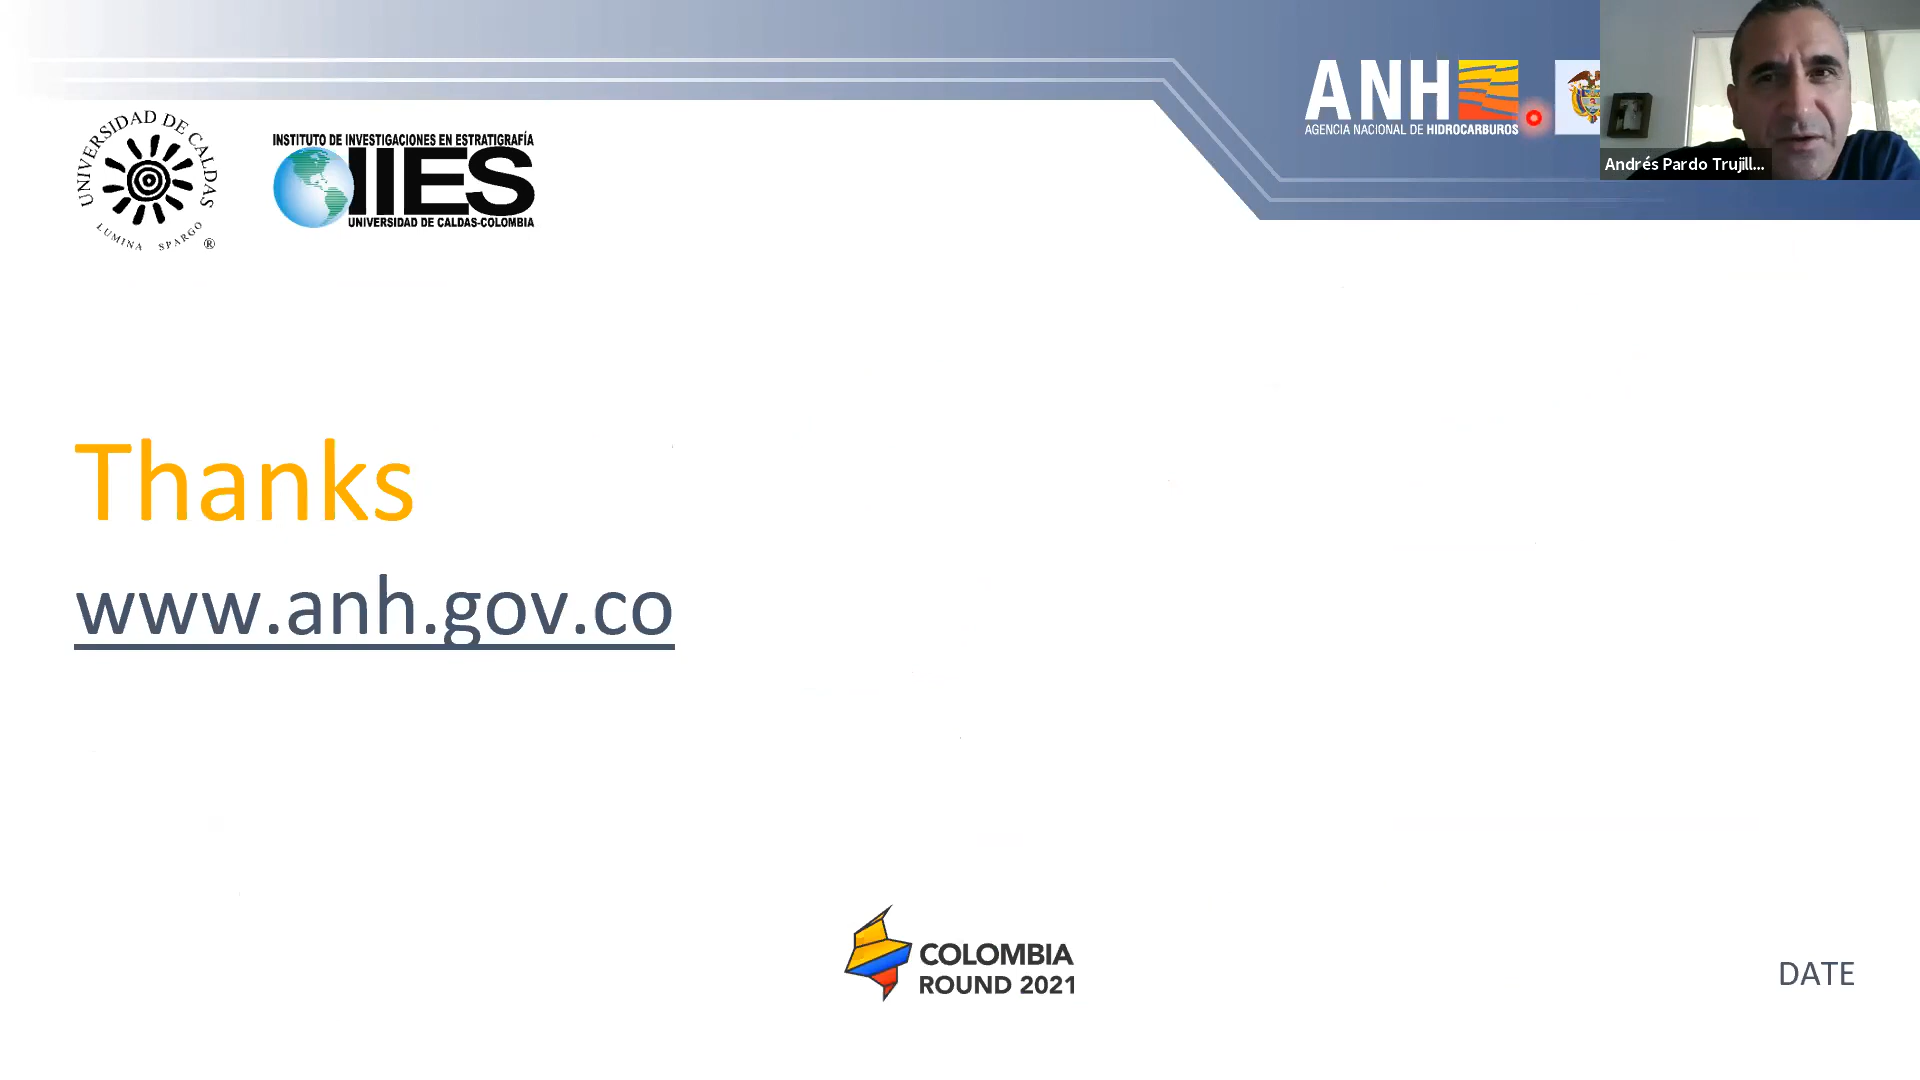 UNIVERSIDAD DE CALDAS
LUMINA SPARGO
®
INSTITUTO DE INVESTIGACIONES EN ESTRATIGRAFÍA
IIES
UNIVERSIDAD DE CALDAS-COLOMBIA
ANH
AGENCIA NACIONAL DE HIDROCARBUROS
Andrés Pardo Trujill...
Thanks
www.anh.gov.co
COLOMBIA
ROUND 2021
DATE